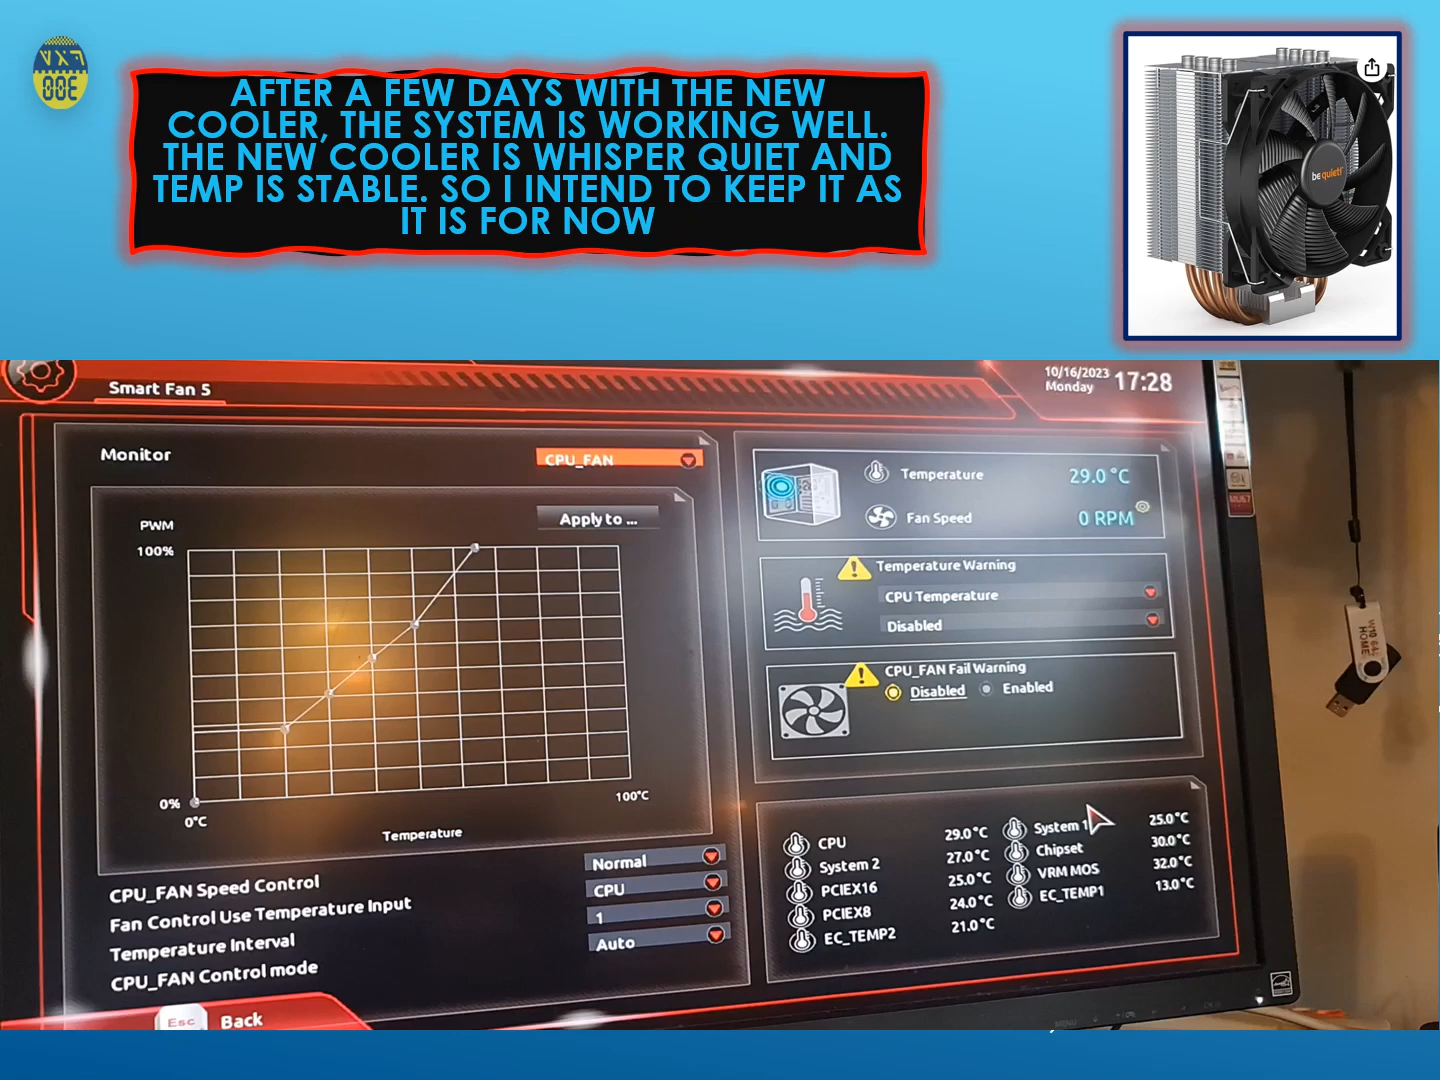 AFTER A FEW DAYS WITH THE NEW
COOLER, THE SYSTEM IS WORKING WELL.
THE NEW COOLER IS WHISPER QUIET AND
TEMP IS STABLE. SO I INTEND TO KEEP IT AS
IT IS FOR NOW
be quiet!
Smart Fan 5
10/16/2023
Monday
17:28
Monitor
CPU_FAN
PWM
Apply to ...
100%
0%
0°C
100°C
Temperature
CPU_FAN Speed Control
Normal
Fan Control Use Temperature Input
CPU
Temperature Interval
1
CPU_FAN Control mode
Auto
Esc Back
Temperature 29.0 °C
Fan Speed 0 RPM
Temperature Warning
CPU Temperature
Disabled
CPU_FAN Fail Warning
Disabled Enabled
CPU 29.0°C
System 2 27.0°C
PCIEX16 25.0°C
PCIEX8 24.0°C
EC_TEMP2 21.0°C
System 1 25.0°C
Chipset 30.0°C
VRM MOS 32.0°C
EC_TEMP1 13.0°C
W10 64
HOME
MENU